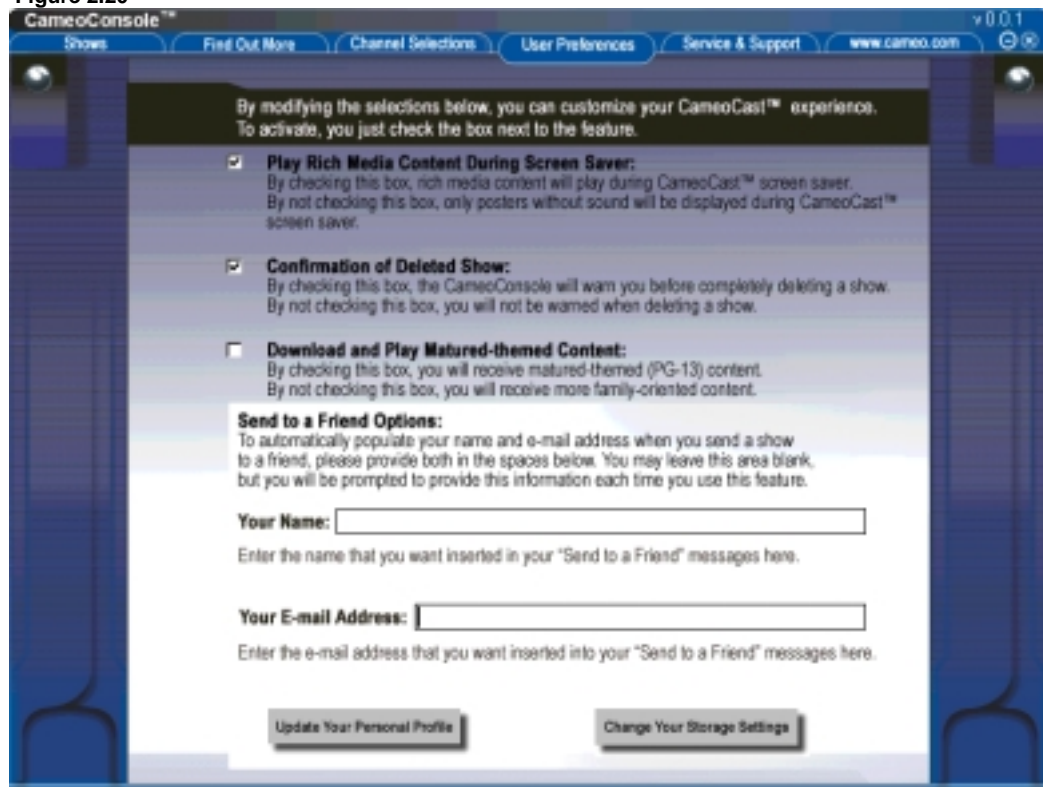 CameoConsole™ v 0.0.1
Shows Find Out More Channel Selections User Preferences Service & Support www.cameo.com
By modifying the selections below, you can customize your CameoCast™ experience.
To activate, you just check the box next to the feature.
Play Rich Media Content During Screen Saver:
By checking this box, rich media content will play during CameoCast™ screen saver.
By not checking this box, only posters without sound will be displayed during CameoCast™
screen saver.
Confirmation of Deleted Show:
By checking this box, the CameoConsole will warn you before completely deleting a show.
By not checking this box, you will not be warned when deleting a show.
Download and Play Matured-themed Content:
By checking this box, you will receive matured-themed (PG-13) content.
By not checking this box, you will receive more family-oriented content.
Send to a Friend Options:
To automatically populate your name and e-mail address when you send a show
to a friend, please provide both in the spaces below. You may leave this area blank,
but you will be prompted to provide this information each time you use this feature.
Your Name:
Enter the name that you want inserted in your “Send to a Friend” messages here.
Your E-mail Address:
Enter the e-mail address that you want inserted into your “Send to a Friend” messages here.
Update Your Personal Profile Change Your Storage Settings